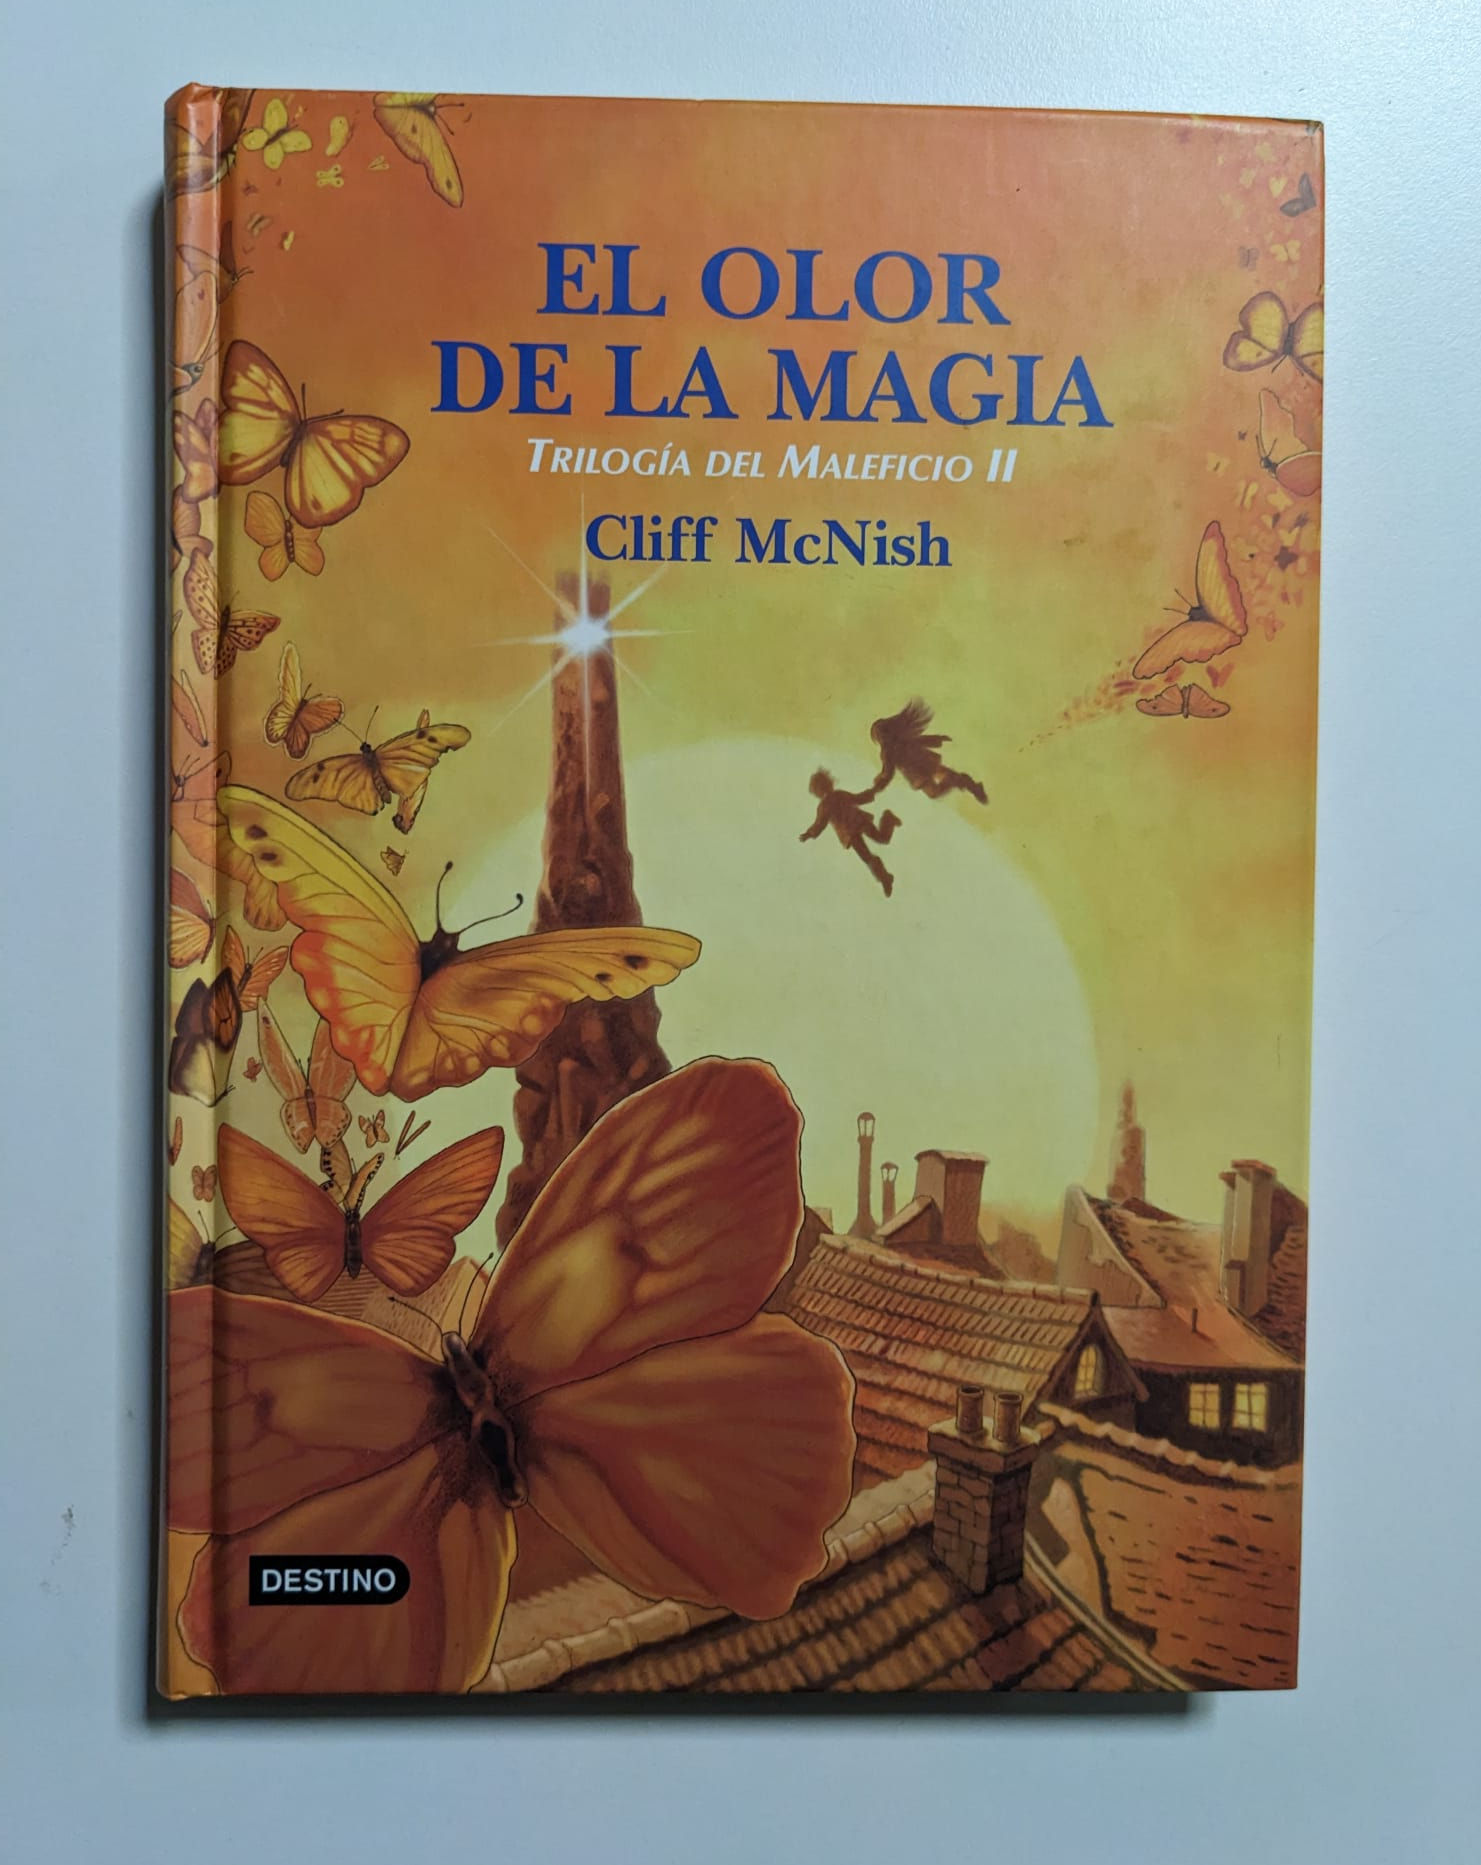 EL OLOR
DE LA MAGIA
TRILOGÍA DEL MALEFICIO II
Cliff McNish
DESTINO